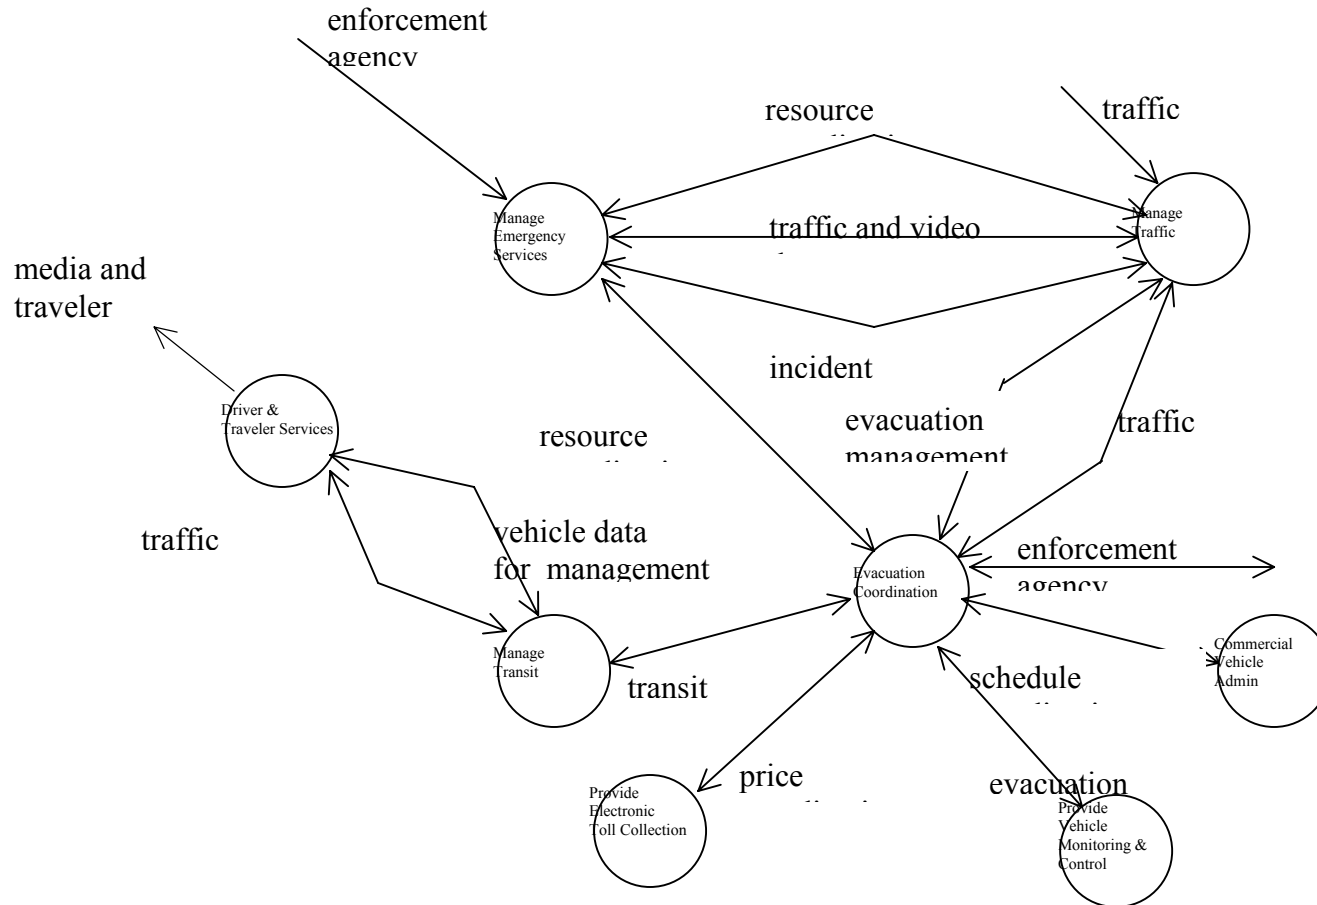 enforcement
agency
resource
traffic
Manage
Emergency
Services
Manage
Traffic
traffic and video
media and
traveler
incident
Driver &
Traveler Services
evacuation
management
traffic
resource
traffic
vehicle data
for management
enforcement
agency
Evacuation
Coordination
Manage
Transit
transit
schedule
Commercial
Vehicle
Admin
price
evacuation
Provide
Electronic
Toll Collection
Provide
Vehicle
Monitoring &
Control